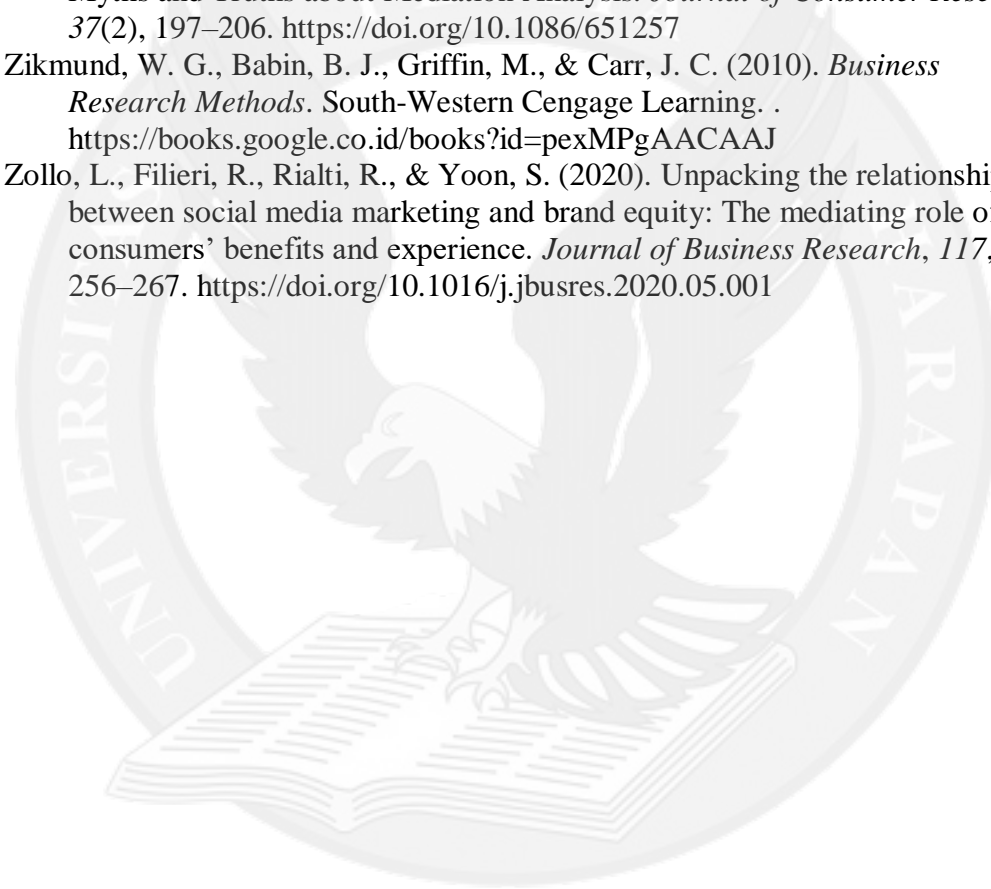 Myths and Truths about Mediation Analysis. Journal of Consumer
37(2), 197–206. https://doi.org/10.1086/651257
Zikmund, W. G., Babin, B. J., Griffin, M., & Carr, J. C. (2010). Business
Research Methods. South-Western Cengage Learning. .
https://books.google.co.id/books?id=pexMPgAACAAJ
Zollo, L., Filieri, R., Rialti, R., & Yoon, S. (2020). Unpacking the relationshi
between social media marketing and brand equity: The mediating role o
consumers’ benefits and experience. Journal of Business Research, 117,
256–267. https://doi.org/10.1016/j.jbusres.2020.05.001
UNIVERSIT
ARAPAN